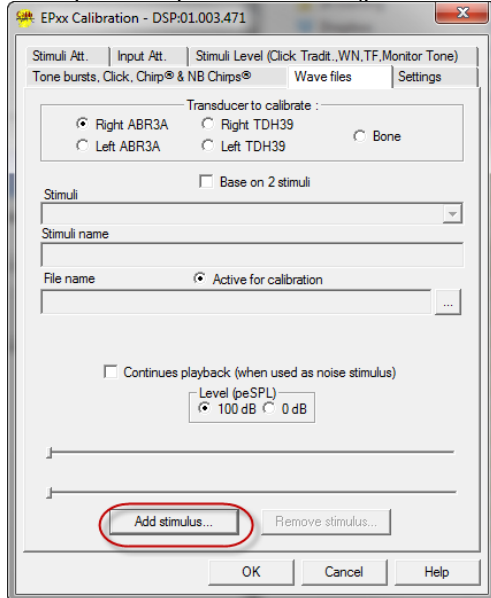 EPxx Calibration - DSP:01.003.471
Stimuli Att. Input Att. Stimuli Level (Click Tradit.,WN,TF,Monitor Tone)
Tone bursts, Click, Chirp® & NB Chirps® Wave files Settings
Transducer to calibrate :
Right ABR3A Right TDH39 Bone
Left ABR3A Left TDH39
Base on 2 stimuli
Stimuli
Stimuli name
File name Active for calibration
...
Continues playback (when used as noise stimulus)
Level (peSPL)
100 dB 0 dB
Add stimulus... Remove stimulus...
OK Cancel Help